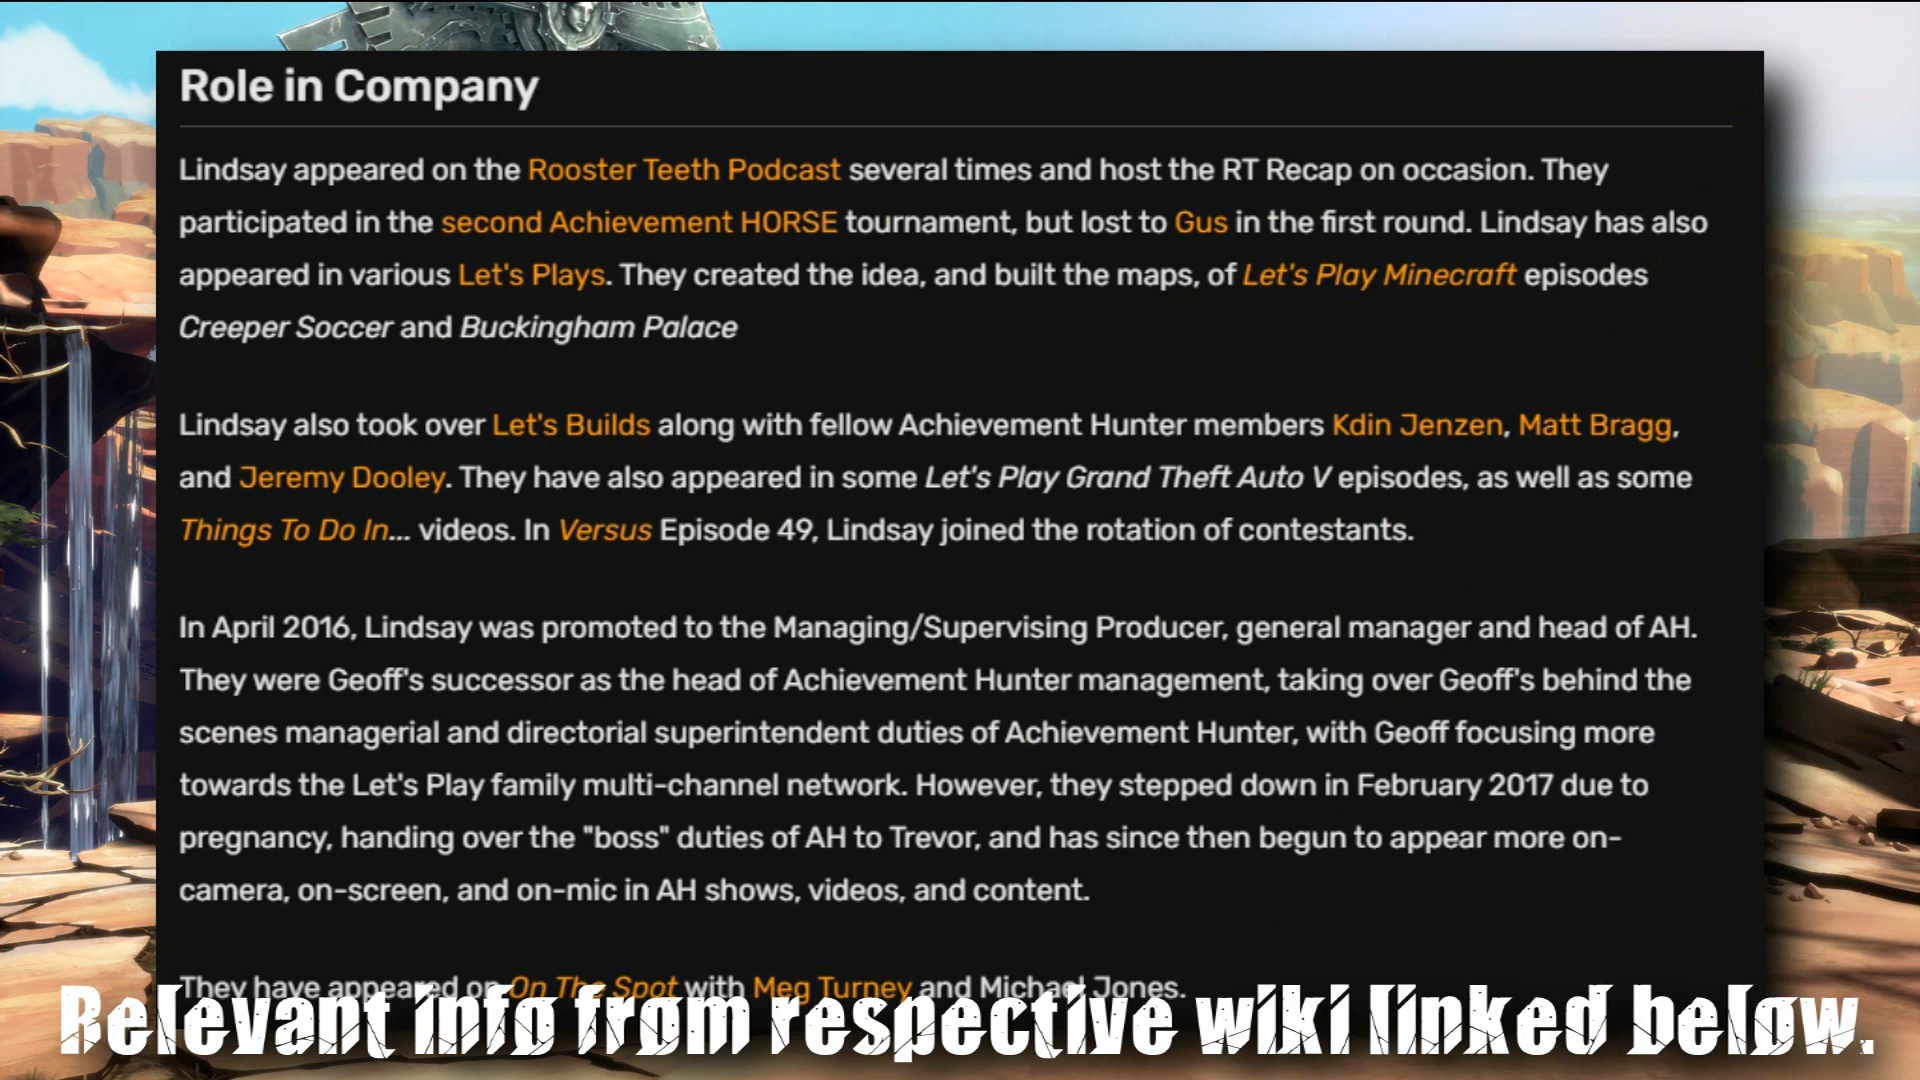 Role in Company
Lindsay appeared on the Rooster Teeth Podcast several times and host the RT Recap on occasion. They
participated in the second Achievement HORSE tournament, but lost to Gus in the first round. Lindsay has also
appeared in various Let's Plays. They created the idea, and built the maps, of Let's Play Minecraft episodes
Creeper Soccer and Buckingham Palace
Lindsay also took over Let's Builds along with fellow Achievement Hunter members Kdin Jenzen, Matt Bragg,
and Jeremy Dooley. They have also appeared in some Let's Play Grand Theft Auto V episodes, as well as some
Things To Do In... videos. In Versus Episode 49, Lindsay joined the rotation of contestants.
In April 2016, Lindsay was promoted to the Managing/Supervising Producer, general manager and head of AH.
They were Geoff's successor as the head of Achievement Hunter management, taking over Geoff's behind the
scenes managerial and directorial superintendent duties of Achievement Hunter, with Geoff focusing more
towards the Let's Play family multi-channel network. However, they stepped down in February 2017 due to
pregnancy, handing over the "boss" duties of AH to Trevor, and has since then begun to appear more on-
camera, on-screen, and on-mic in AH shows, videos, and content.
They have appeared on On The Spot with Meg Turney and Michael Jones.
Relevant info from respective wiki linked below.